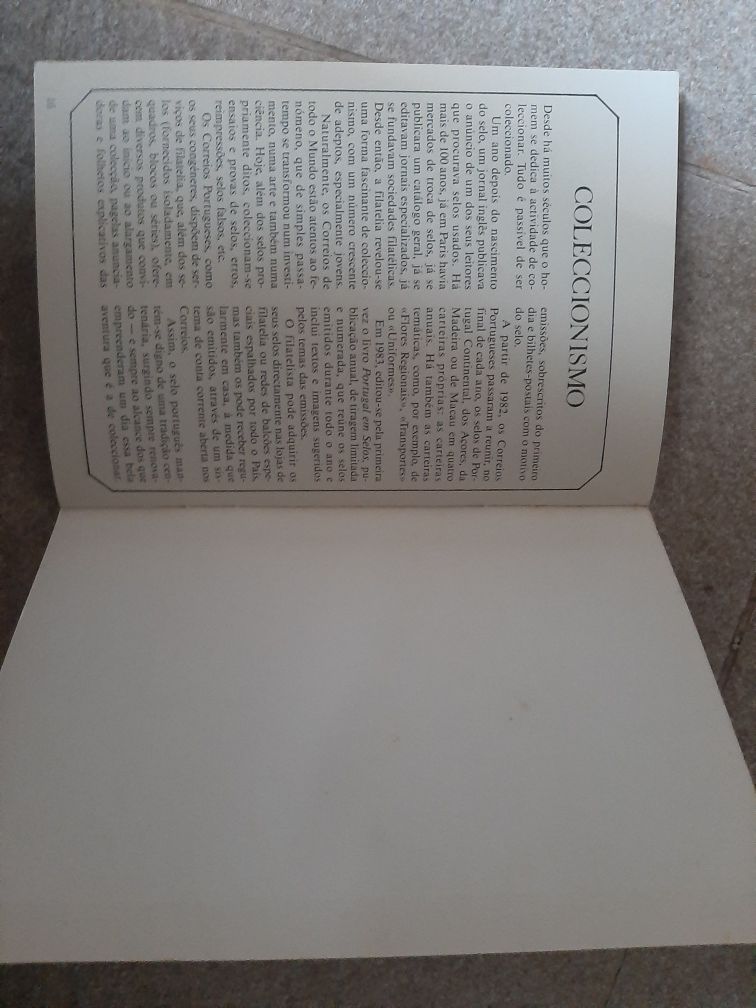 COLECCIONISMO
Desde há muitos séculos que o ho-
mem se dedica à actividade de co-
leccionar. Tudo é passível de ser
coleccionado.
Um ano depois do nascimento
do selo, um jornal inglês publicava
o anúncio de um dos seus leitores
que procurava selos usados. Há
mais de 100 anos, já em Paris havia
mercados de troca de selos, já se
publicara um catálogo geral, já se
editavam jornais especializados, já
se fundavam sociedades filatélicas.
Desde então, a filatelia revelou-se
uma forma fascinante de coleccio-
nismo, com um número crescente
de adeptos, especialmente jovens.
Naturalmente, os Correios de
todo o Mundo estão atentos ao fe-
nómeno, que de simples passa-
tempo se transformou num investi-
mento, numa arte e também numa
ciência. Hoje, além dos selos pro-
priamente ditos, coleccionam-se
ensaios e provas de selos, erros,
reimpressões, selos falsos, etc.
Os Correios Portugueses, como
os seus congéneres, dispõem de ser-
viços de filatelia, que, além dos se-
los (fornecidos isoladamente, em
quadros, blocos ou séries), ofere-
cem diversos produtos que convi-
dam ao início ou ao alargamento
de uma colecção, pagelas anuncia-
doras e folhetos explicativos das
emissões, sobrescritos do primeiro
dia e bilhetes-postais com o motivo
do selo.
A partir de 1982, os Correios
Portugueses passaram a reunir, no
final de cada ano, os selos de Por-
tugal Continental, dos Açores, da
Madeira ou de Macau em quatro
carteiras próprias: as carteiras
anuais. Há também as carteiras
temáticas, como, por exemplo, de
«Flores Regionais», «Transportes»
ou «Uniformes».
Em 1983, editou-se pela primeira
vez o livro Portugal em Selos, pu-
blicação anual, de tiragem limitada
e numerada, que reúne os selos
emitidos durante todo o ano e
inclui textos e imagens sugeridos
pelos temas das emissões.
O filatelista pode adquirir os
seus selos directamente nas lojas de
filatelia ou redes de balcões espe-
ciais espalhados por todo o País,
mas também os pode receber regu-
larmente em casa, à medida que
são emitidos, através de um sis-
tema de conta corrente aberta nos
Correios.
Assim, o selo português man-
tém-se digno de uma tradição cen-
tenária, surgindo sempre renova-
do — e sempre ao alcance dos que
empreenderam um dia essa bela
aventura que é a de coleccionar.